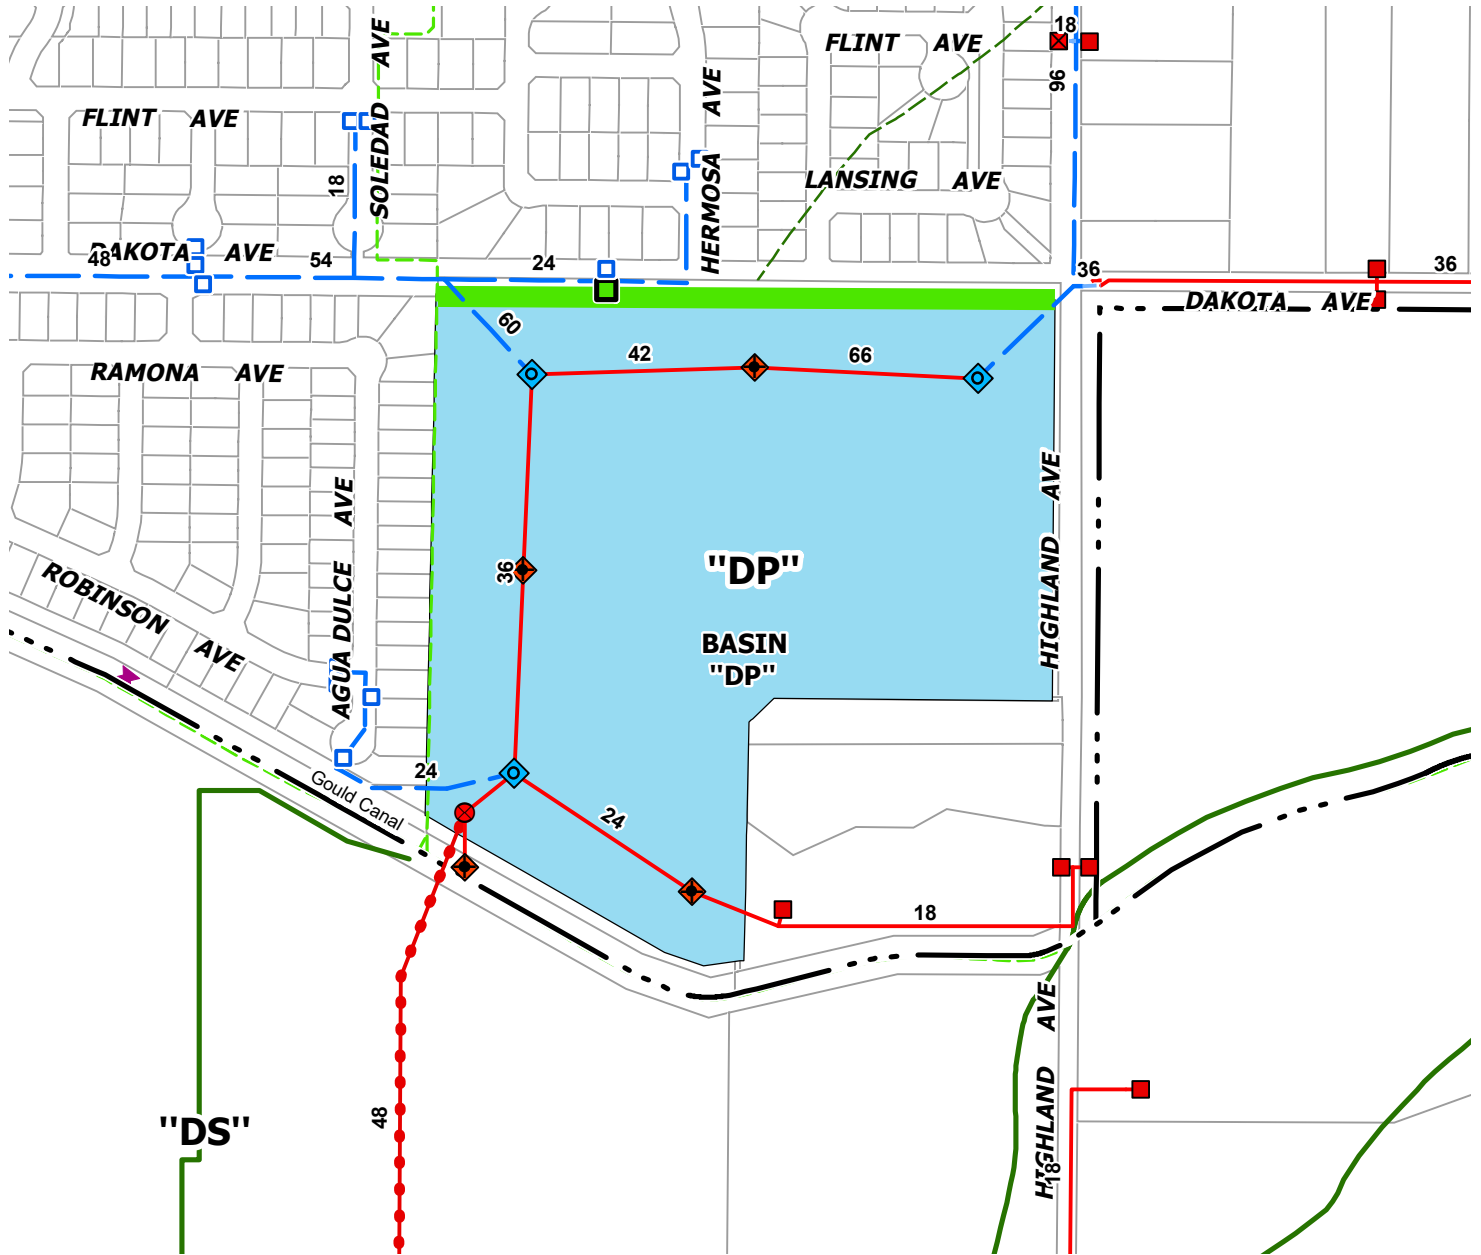 18
FLINT AVE
AVE
96
AVE
FLINT AVE
SOLEDAD
18
HERMOSA
LANSING AVE
DAKOTA AVE
48
54
24
36
36
DAKOTA AVE
60
42
66
RAMONA AVE
AVE
AVE
HIGHLAND
36
"DP"
BASIN
"DP"
ROBINSON AVE
AGUA DULCE
24
Gould Canal
24
18
AVE
HIGHLAND
18
48
"DS"